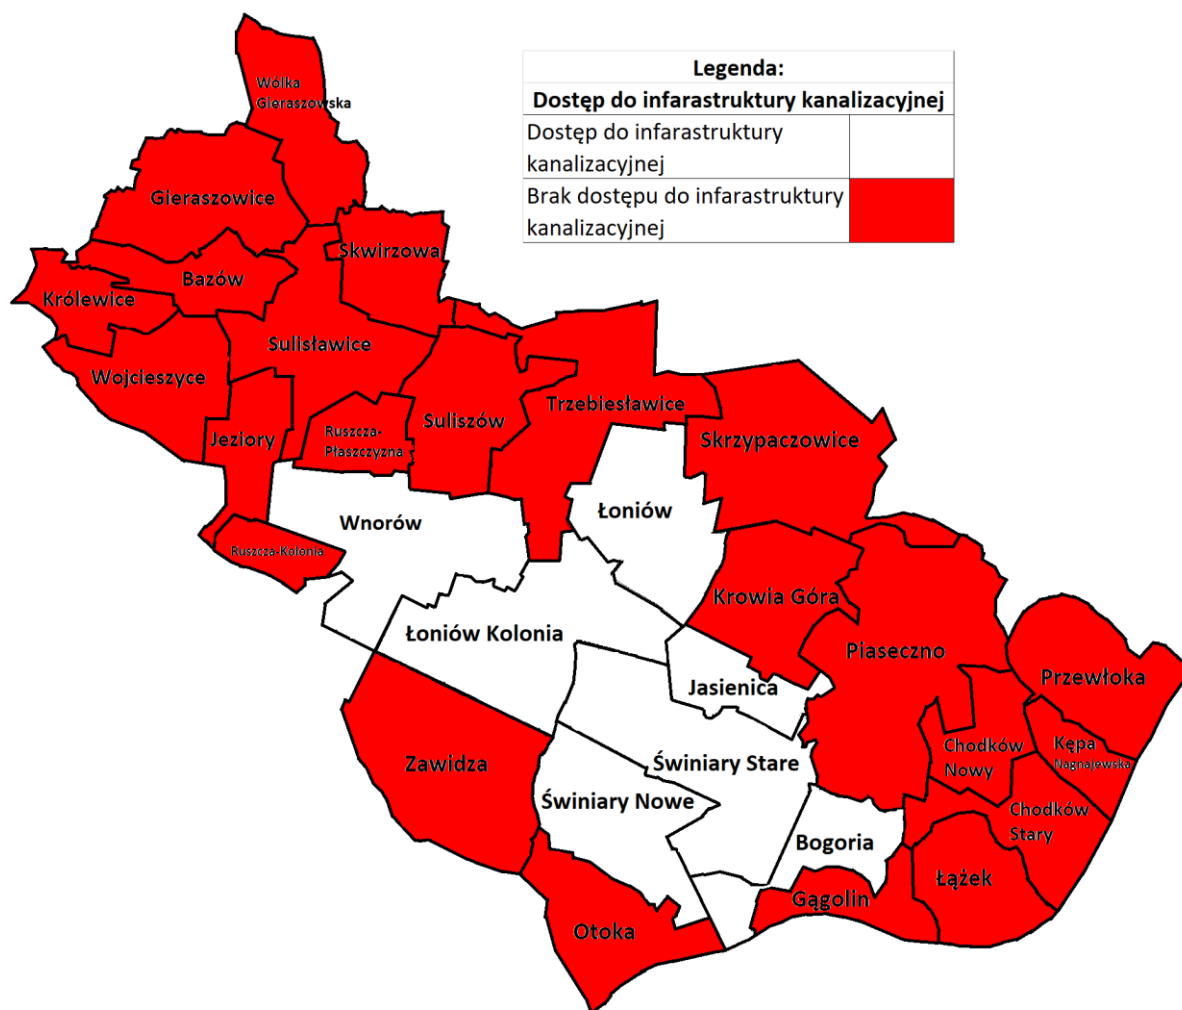 Legenda:
Dostęp do infarastruktury kanalizacyjnej
Dostęp do infarastruktury
kanalizacyjnej
Brak dostępu do infarastruktury
kanalizacyjnej
Wólka
Gieraszowska
Gieraszowice
Skwirzowa
Bazów
Królewice
Sulisławice
Wojcieszyce
Trzebiesławice
Suliszów
Ruszcza-
Płaszczyzna
Jeziory
Skrzypaczowice
Łoniów
Wnorów
Ruszcza-Kolonia
Krowia Góra
Łoniów Kolonia
Piaseczno
Przewłoka
Jasienica
Chodków
Nowy
Kępa
Nagnajewska
Zawidza
Świniary Stare
Świniary Nowe
Chodków
Stary
Bogoria
Łążek
Gągolin
Otoka